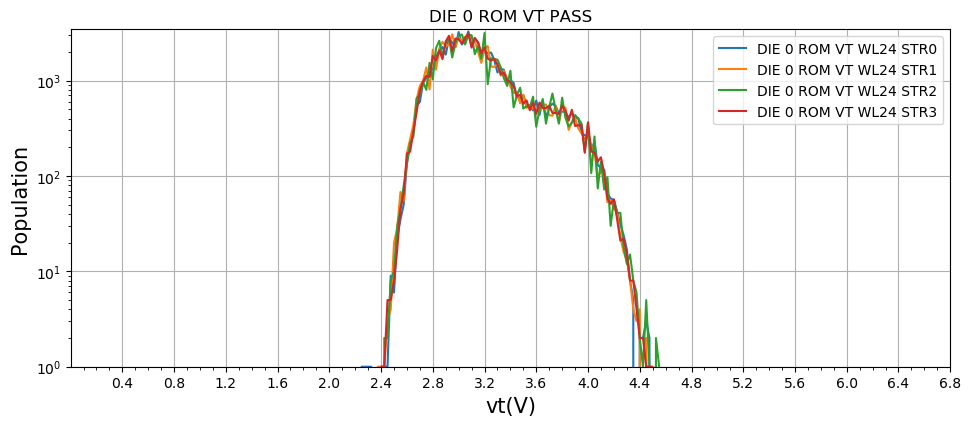 DIE 0 ROM VT PASS
DIE 0 ROM VT WL24 STR0
DIE 0 ROM VT WL24 STR1
DIE 0 ROM VT WL24 STR2
DIE 0 ROM VT WL24 STR3
Population
10³
10²
10¹
10⁰
0.4 0.8 1.2 1.6 2.0 2.4 2.8 3.2 3.6 4.0 4.4 4.8 5.2 5.6 6.0 6.4 6.8
vt(V)